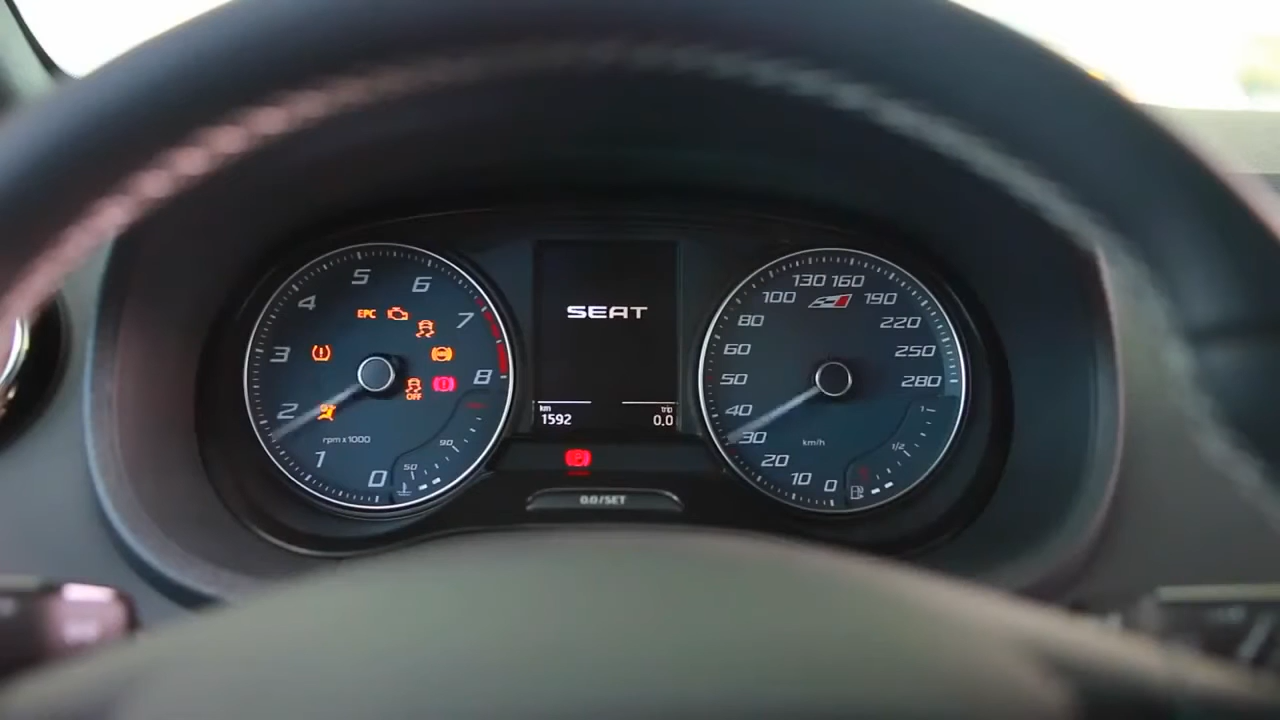 5 6
4 7
3 8
2
1 0
EPC
ABS
OFF
rpm x 1000
50 90
SEAT
km trip
1592 0.0
P
0.0/SET
130 160
100 190
80 220
60 250
50 280
40
30
20
10 0
km/h
1/2
1